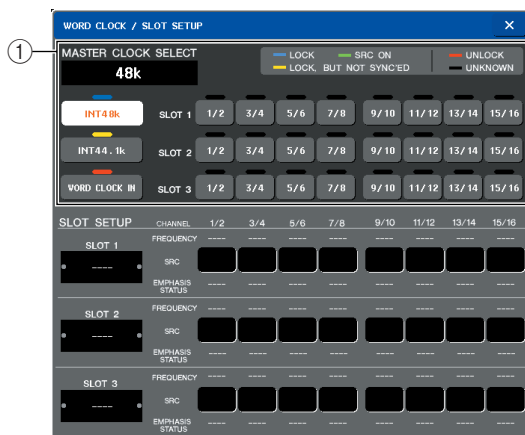 WORD CLOCK / SLOT SETUP ×
1
MASTER CLOCK SELECT
48k
LOCK SRC ON UNLOCK
LOCK, BUT NOT SYNC'ED UNKNOWN
INT48k SLOT 1 1/2 3/4 5/6 7/8 9/10 11/12 13/14 15/16
INT44.1k SLOT 2 1/2 3/4 5/6 7/8 9/10 11/12 13/14 15/16
WORD CLOCK IN SLOT 3 1/2 3/4 5/6 7/8 9/10 11/12 13/14 15/16
SLOT SETUP CHANNEL 1/2 3/4 5/6 7/8 9/10 11/12 13/14 15/16
SLOT 1 FREQUENCY ---- ---- ---- ---- ---- ---- ---- ----
---- SRC
EMPHASIS STATUS ---- ---- ---- ---- ---- ---- ---- ----
SLOT 2 FREQUENCY ---- ---- ---- ---- ---- ---- ---- ----
---- SRC
EMPHASIS STATUS ---- ---- ---- ---- ---- ---- ---- ----
SLOT 3 FREQUENCY ---- ---- ---- ---- ---- ---- ---- ----
---- SRC
EMPHASIS STATUS ---- ---- ---- ---- ---- ---- ---- ----